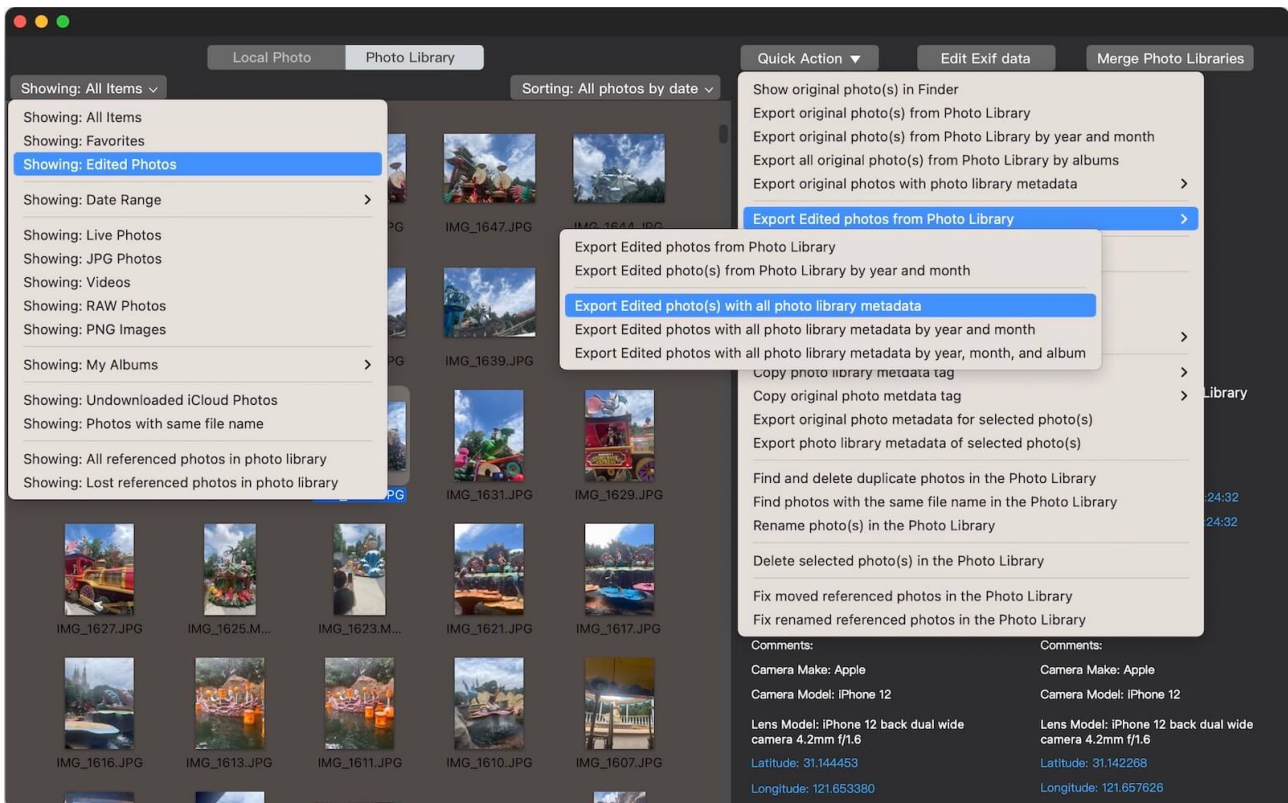 Local Photo
Photo Library
Quick Action ▼
Edit Exif data
Merge Photo Libraries
Showing: All Items
Sorting: All photos by date
Showing: All Items
Showing: Favorites
Showing: Edited Photos
Showing: Date Range
Showing: Live Photos
Showing: JPG Photos
Showing: Videos
Showing: RAW Photos
Showing: PNG Images
Showing: My Albums
Showing: Undownloaded iCloud Photos
Showing: Photos with same file name
Showing: All referenced photos in photo library
Showing: Lost referenced photos in photo library
Show original photo(s) in Finder
Export original photo(s) from Photo Library
Export original photo(s) from Photo Library by year and month
Export all original photo(s) from Photo Library by albums
Export original photos with photo library metadata
Export Edited photos from Photo Library
Export Edited photos from Photo Library
Export Edited photo(s) from Photo Library by year and month
Export Edited photo(s) with all photo library metadata
Export Edited photos with all photo library metadata by year and month
Export Edited photos with all photo library metadata by year, month, and album
Copy photo library metdata tag
Copy original photo metdata tag
Export original photo metadata for selected photo(s)
Export photo library metadata of selected photo(s)
Find and delete duplicate photos in the Photo Library
Find photos with the same file name in the Photo Library
Rename photo(s) in the Photo Library
Delete selected photo(s) in the Photo Library
Fix moved referenced photos in the Photo Library
Fix renamed referenced photos in the Photo Library
PG
IMG_1647.JPG
IMG_1644.JPG
PG
IMG_1639.JPG
PG
IMG_1631.JPG
IMG_1629.JPG
IMG_1627.JPG
IMG_1625.M...
IMG_1623.M...
IMG_1621.JPG
IMG_1617.JPG
IMG_1616.JPG
IMG_1613.JPG
IMG_1611.JPG
IMG_1610.JPG
IMG_1607.JPG
Library
:24:32
:24:32
Comments:
Camera Make: Apple
Camera Model: iPhone 12
Lens Model: iPhone 12 back dual wide
camera 4.2mm f/1.6
Latitude: 31.144453
Longitude: 121.653380
Comments:
Camera Make: Apple
Camera Model: iPhone 12
Lens Model: iPhone 12 back dual wide
camera 4.2mm f/1.6
Latitude: 31.142268
Longitude: 121.657626